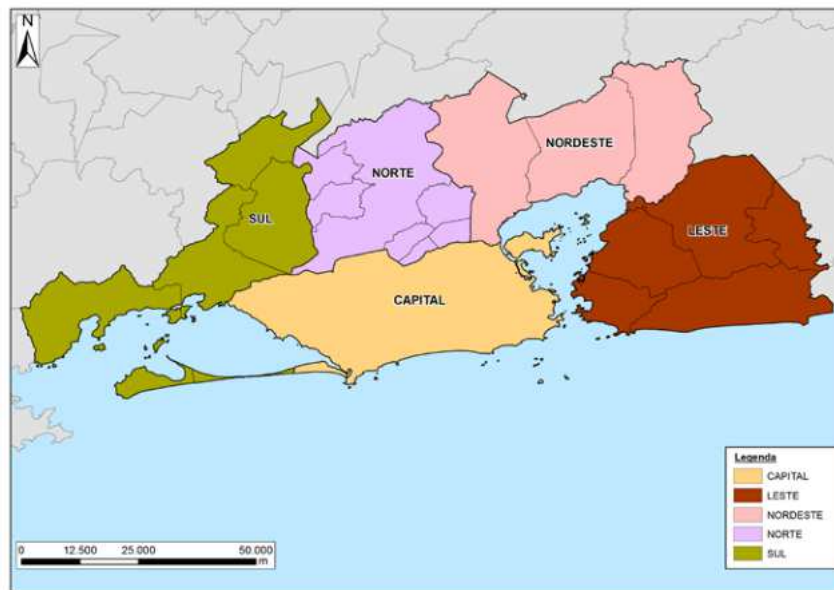 N
NORTE
NORDESTE
SUL
LESTE
CAPITAL
Legenda
CAPITAL
LESTE
NORDESTE
NORTE
SUL
0 12.500 25.000 50.000
m